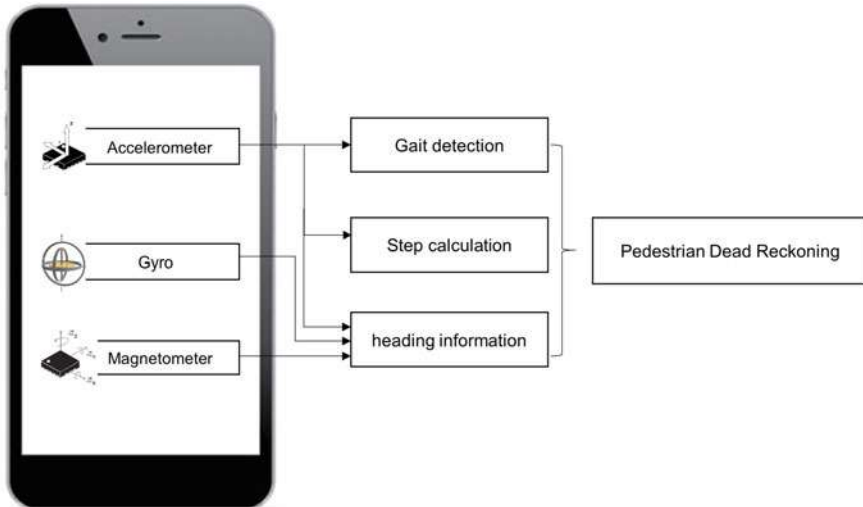 Accelerometer
Gyro
Magnetometer
Gait detection
Step calculation
heading information
Pedestrian Dead Reckoning